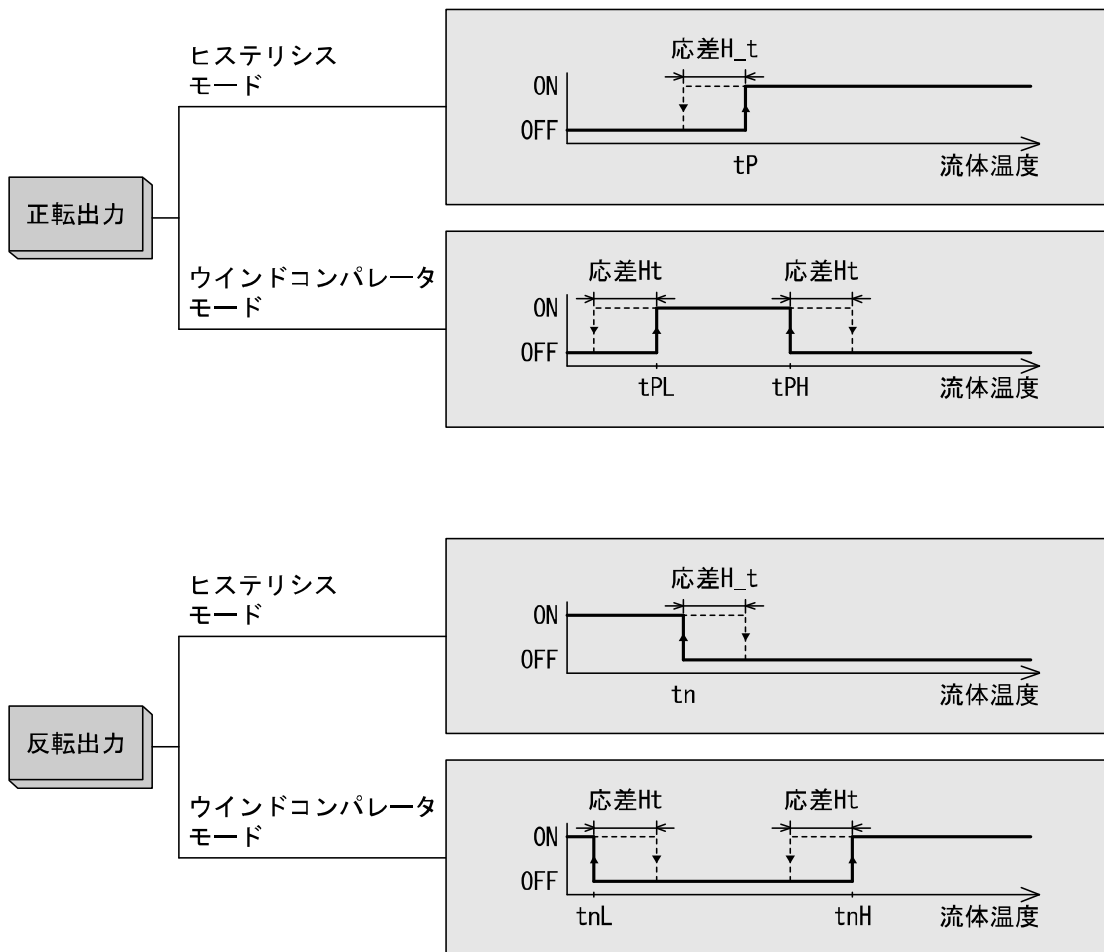 正転出力
ヒステリシス
モード
応差H_t
ON
OFF
tP
流体温度
ウインドコンパレータ
モード
応差Ht
応差Ht
ON
OFF
tPL
tPH
流体温度
反転出力
ヒステリシス
モード
応差H_t
ON
OFF
tn
流体温度
ウインドコンパレータ
モード
応差Ht
応差Ht
ON
OFF
tnL
tnH
流体温度